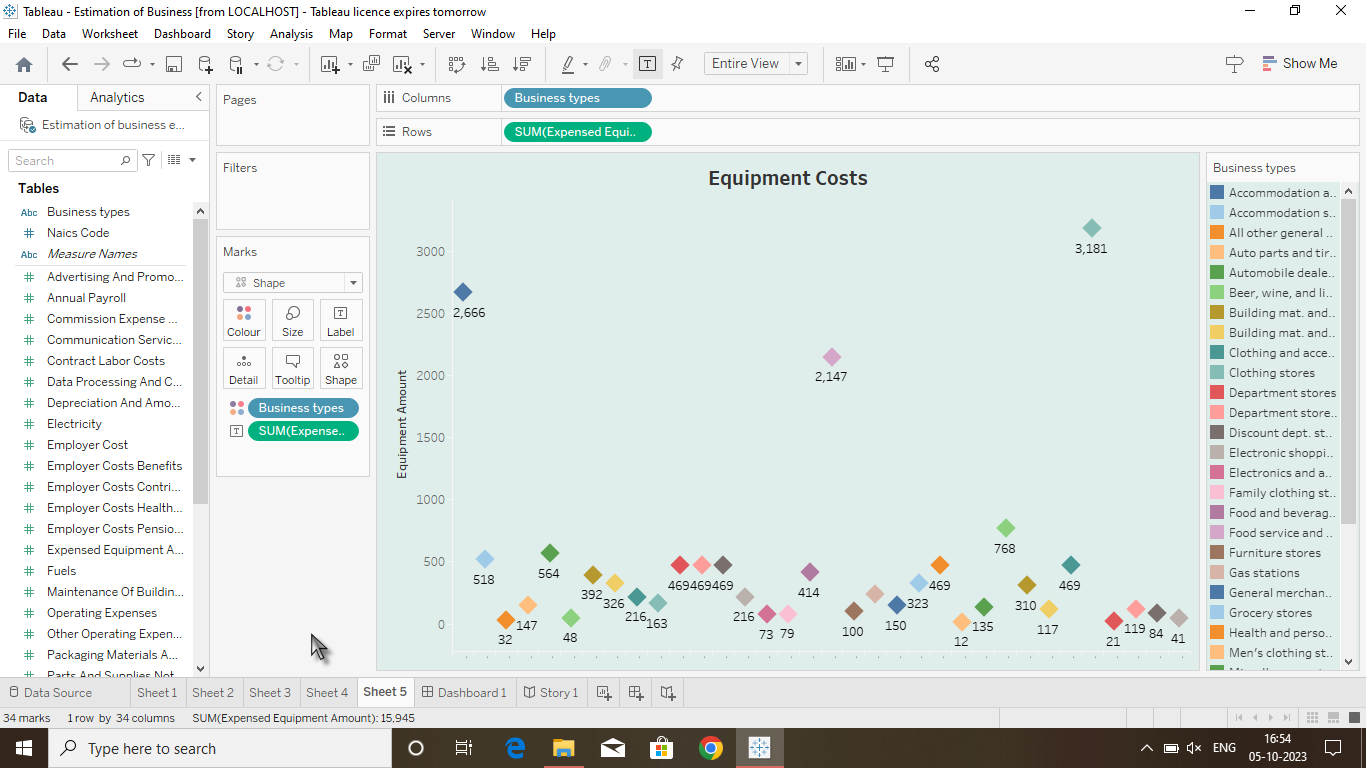 Tableau - Estimation of Business [from LOCALHOST] - Tableau licence expires tomorrow
File Data Worksheet Dashboard Story Analysis Map Format Server Window Help
Entire View
Show Me
Data Analytics
Estimation of business e...
Search
Tables
Abc Business types
Naics Code
Abc Measure Names
Advertising And Promo...
Annual Payroll
Commission Expense ...
Communication Servic...
Contract Labor Costs
Data Processing And C...
Depreciation And Amo...
Electricity
Employer Cost
Employer Costs Benefits
Employer Costs Contri...
Employer Costs Health...
Employer Costs Pensio...
Expensed Equipment A...
Fuels
Maintenance Of Buildin...
Operating Expenses
Other Operating Expen...
Packaging Materials A...
Parts And Supplies Not
Pages
Filters
Marks
Shape
Colour Size Label
Detail Tooltip Shape
Business types
SUM(Expense..
Columns Business types
Rows SUM(Expensed Equi..
Equipment Costs
Equipment Amount
3000
2500
2000
1500
1000
500
0
3,181
2,666
2,147
768
564
518
469 469 469
469
469
414
392
326
323
310
216
216
163
150
147
135
119
117
100
84
79
73
48
41
32
21
12
Business types
Accommodation a..
Accommodation s..
All other general ..
Auto parts and tir..
Automobile deale..
Beer, wine, and li..
Building mat. and..
Building mat. and..
Clothing and acce..
Clothing stores
Department stores
Department store..
Discount dept. st..
Electronic shoppi..
Electronics and a..
Family clothing st..
Food and beverag..
Food service and ..
Furniture stores
Gas stations
General merchan..
Grocery stores
Health and perso..
Men's clothing st..
Data Source Sheet 1 Sheet 2 Sheet 3 Sheet 4 Sheet 5 Dashboard 1 Story 1
34 marks 1 row by 34 columns SUM(Expensed Equipment Amount): 15,945
Type here to search
ENG
16:54
05-10-2023